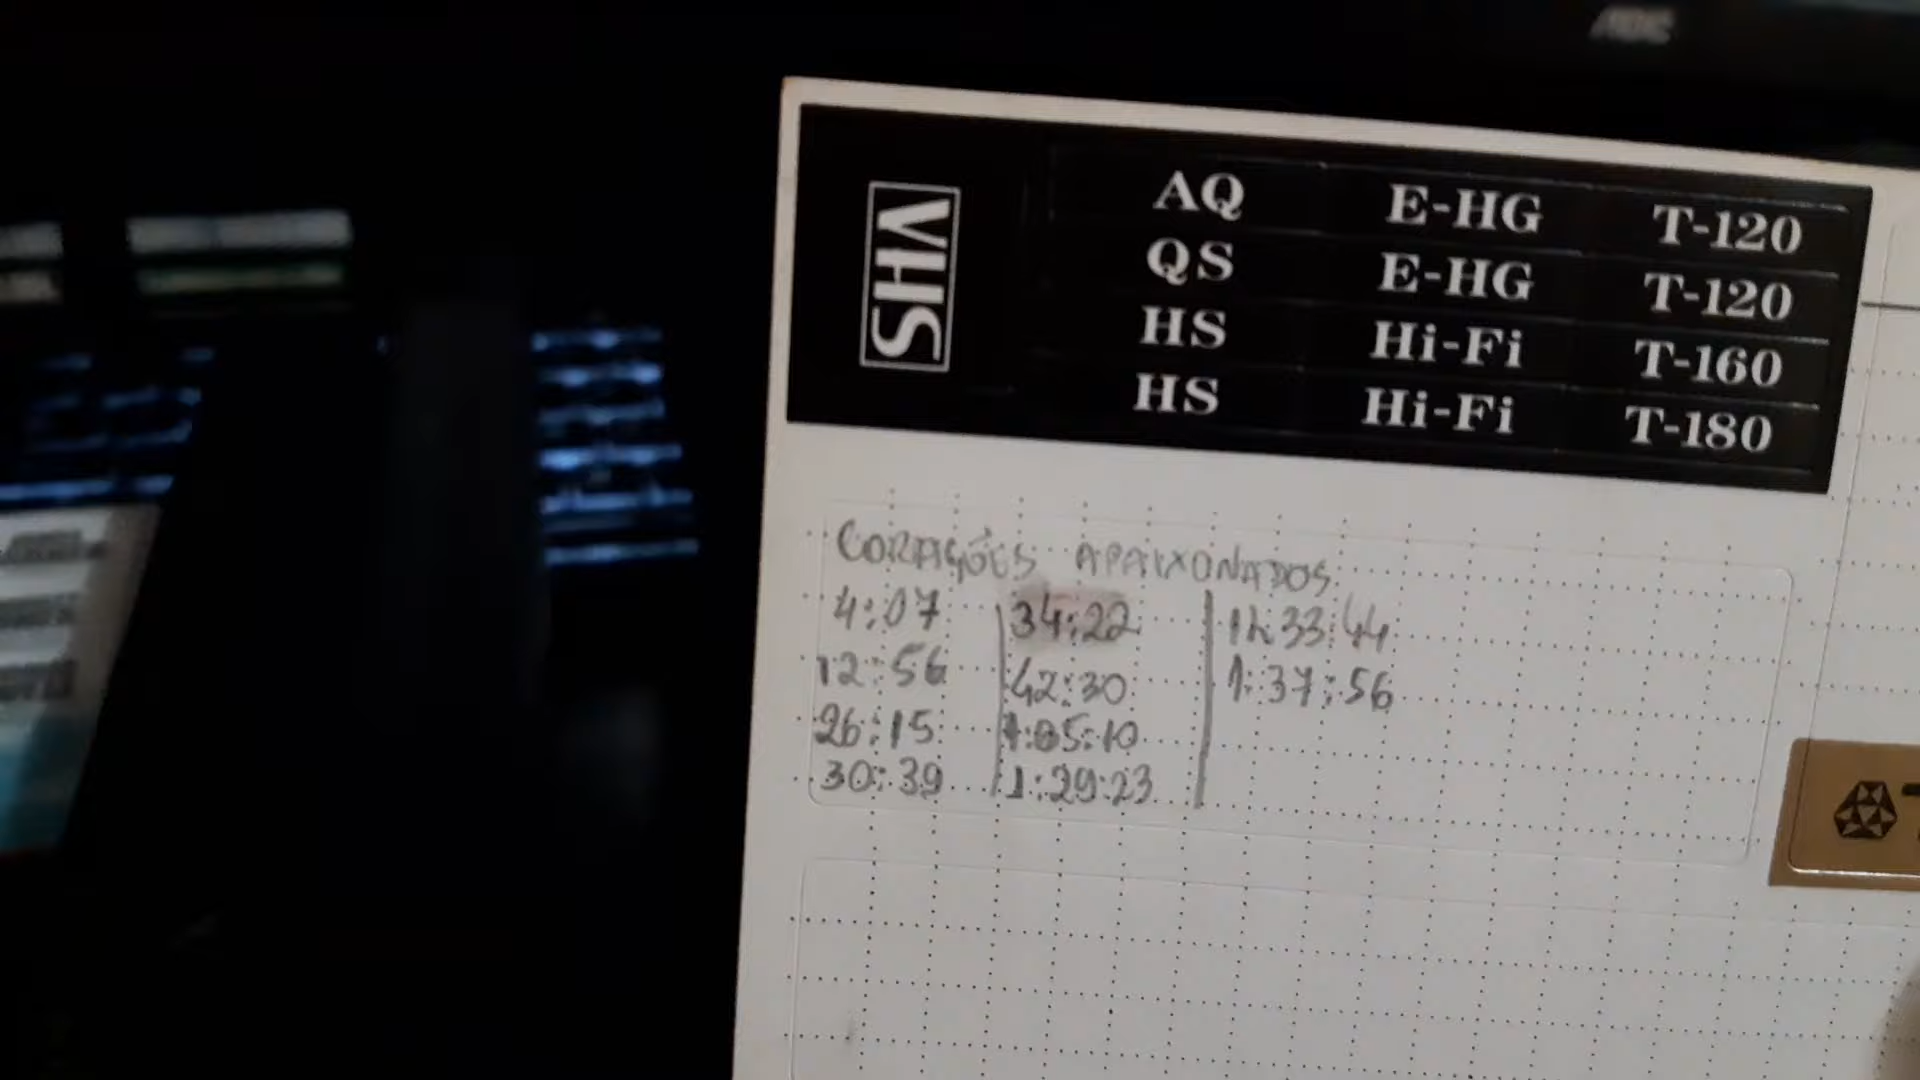 AOC
VHS
AQ E-HG T-120
QS E-HG T-120
HS Hi-Fi T-160
HS Hi-Fi T-180
CORAÇÕES APAIXONADOS
4:07 34:22 1h33:44
12:56 42:30 1:37:56
26:15 1:05:10
30:39 1:29:23